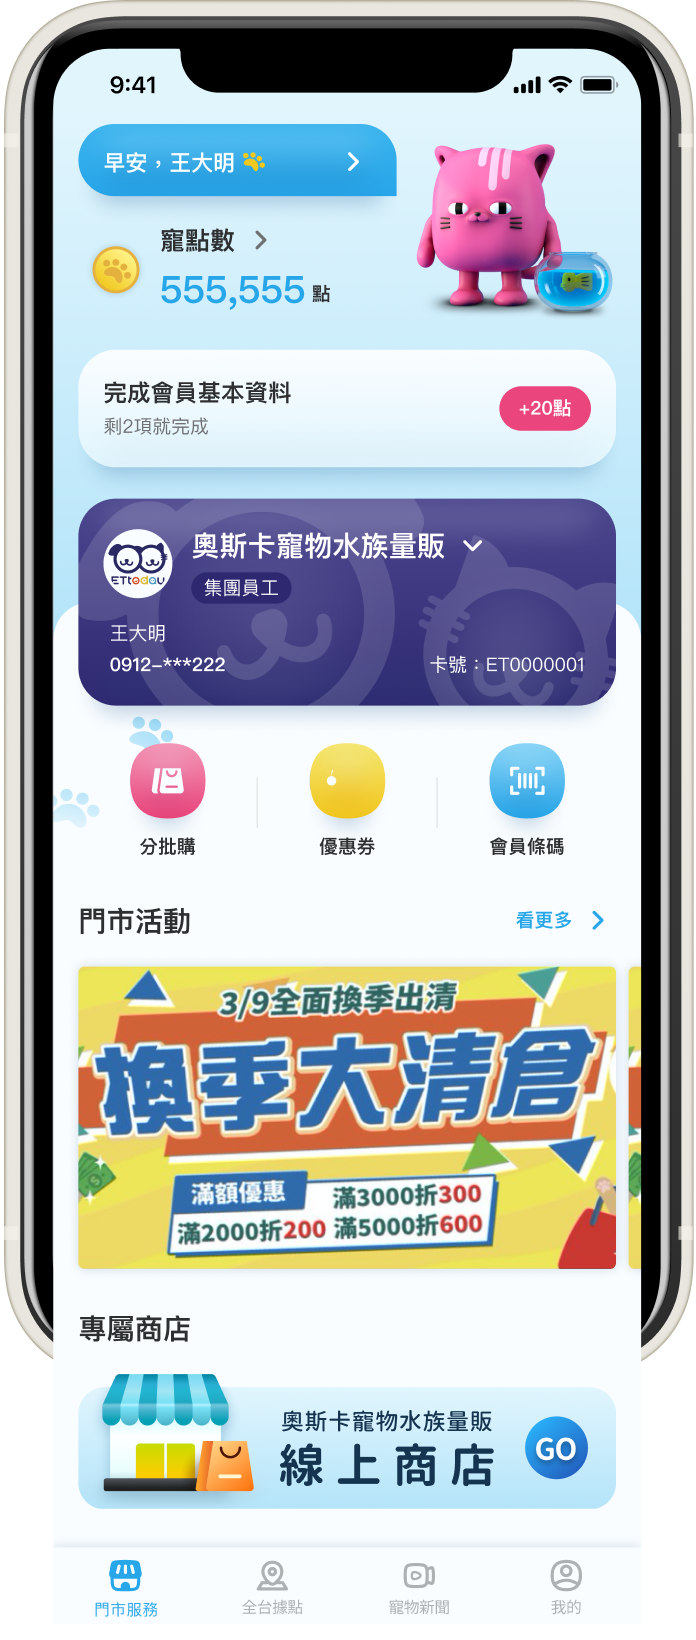 9:41
早安，王大明
寵點數
555,555 點
完成會員基本資料
剩2項就完成
+20點
ETtoday
奧斯卡寵物水族量販
集團員工
王大明
0912-***222
卡號：ET0000001
分批購
優惠券
會員條碼
門市活動
看更多
3/9全面換季出清
換季大清倉
滿額優惠
滿3000折300
滿2000折200 滿5000折600
專屬商店
奧斯卡寵物水族量販
線上商店
GO
門市服務
全台據點
寵物新聞
我的